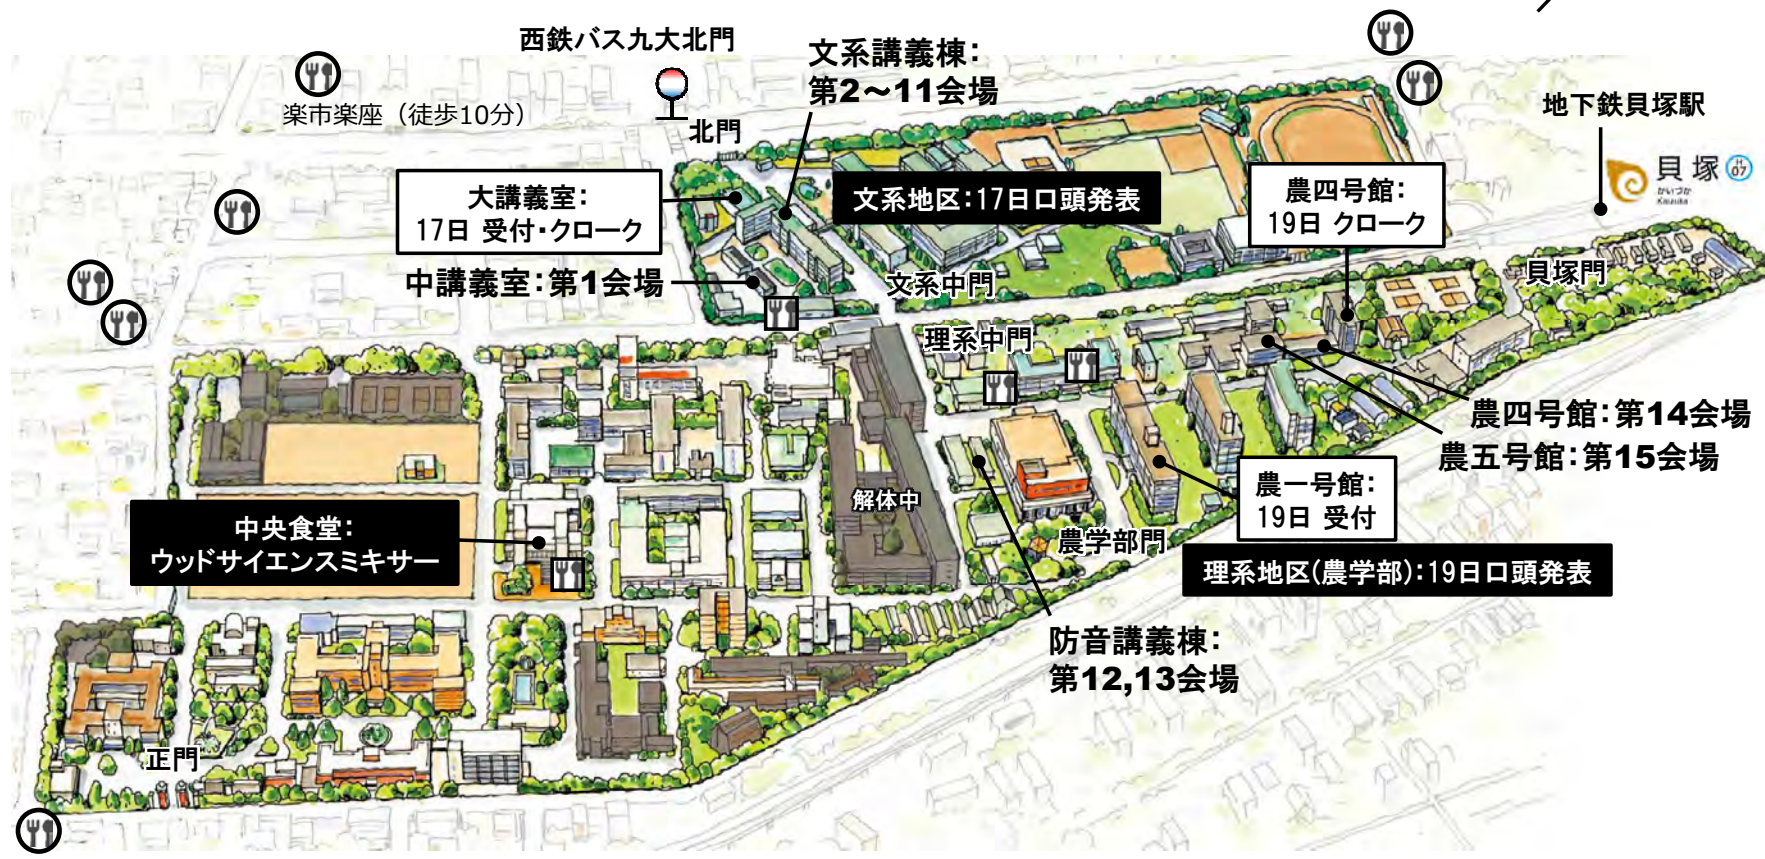 西鉄バス九大北門
文系講義棟：
第2～11会場
楽市楽座（徒歩10分）
北門
地下鉄貝塚駅
貝塚
H07
かいづか
Kaizuka
大講義室：
17日 受付・クローク
文系地区：17日口頭発表
農四号館：
19日 クローク
中講義室：第1会場
文系中門
貝塚門
理系中門
農四号館：第14会場
農五号館：第15会場
農一号館：
19日 受付
解体中
中央食堂：
ウッドサイエンスミキサー
農学部門
理系地区(農学部)：19日口頭発表
防音講義棟：
第12,13会場
正門